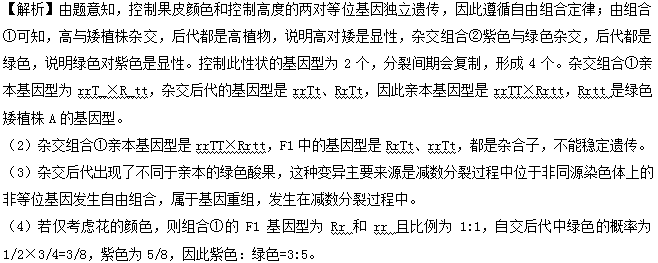 【解析】由题意知，控制果皮颜色和控制高度的两对等位基因独立遗传，因此遵循自由组合定律；由组合
①可知，高与矮植株杂交，后代都是高植物，说明高对矮是显性，杂交组合②紫色与绿色杂交，后代都是
绿色，说明绿色对紫色是显性。控制此性状的基因型为 2 个，分裂间期会复制，形成 4 个。杂交组合①亲
本基因型为 rrT_×R_tt，杂交后代的基因型是 rrTt、RrTt，因此亲本基因型是 rrTT×Rrtt，Rrtt 是绿色
矮植株 A 的基因型。
（2）杂交组合①亲本基因型是 rrTT×Rrtt，F1 中的基因型是 RrTt、rrTt，都是杂合子，不能稳定遗传。
（3）杂交后代出现了不同于亲本的绿色酸果，这种变异主要来源是减数分裂过程中位于非同源染色体上的
非等位基因发生自由组合，属于基因重组，发生在减数分裂过程中。
（4）若仅考虑花的颜色，则组合①的 F1 基因型为 Rr 和 rr 且比例为 1:1，自交后代中绿色的概率为
1/2×3/4=3/8，紫色为 5/8，因此紫色：绿色=3:5。